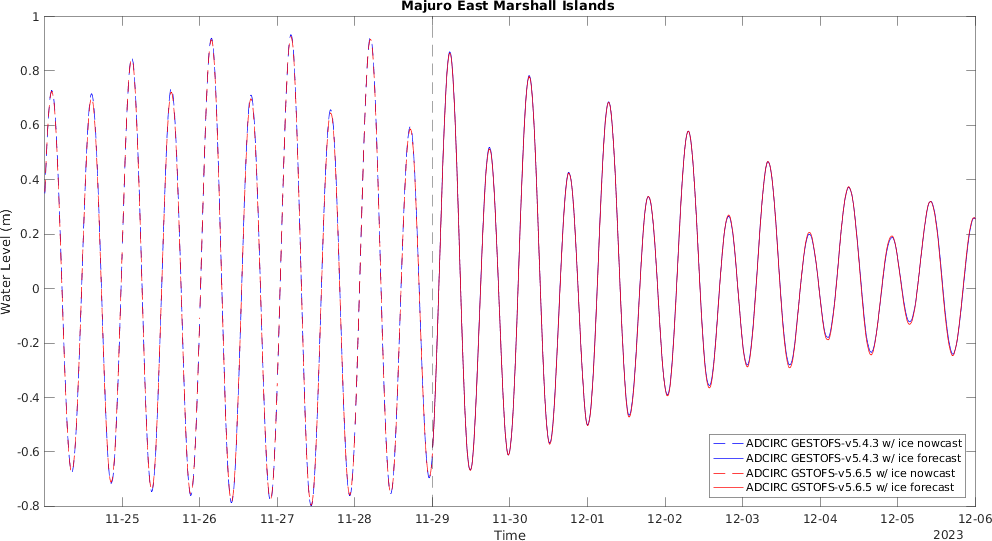 Majuro East Marshall Islands
1
0.8
0.6
0.4
0.2
0
-0.2
-0.4
-0.6
-0.8
Water Level (m)
ADCIRC GESTOFS-v5.4.3 w/ ice nowcast
ADCIRC GESTOFS-v5.4.3 w/ ice forecast
ADCIRC GSTOFS-v5.6.5 w/ ice nowcast
ADCIRC GSTOFS-v5.6.5 w/ ice forecast
11-25 11-26 11-27 11-28 11-29 11-30 12-01 12-02 12-03 12-04 12-05 12-06
Time
2023